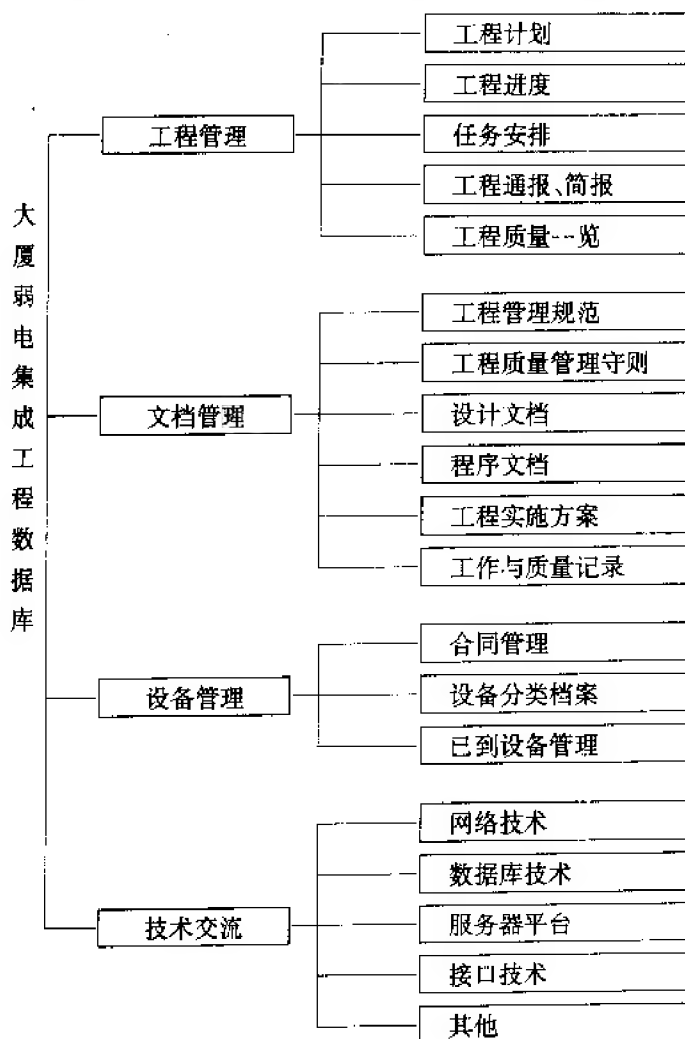 大厦弱电集成工程数据库
工程管理
工程计划
工程进度
任务安排
工程通报、简报
工程质量一览
文档管理
工程管理规范
工程质量管理守则
设计文档
程序文档
工程实施方案
工作与质量记录
设备管理
合同管理
设备分类档案
已到设备管理
技术交流
网络技术
数据库技术
服务器平台
接口技术
其他